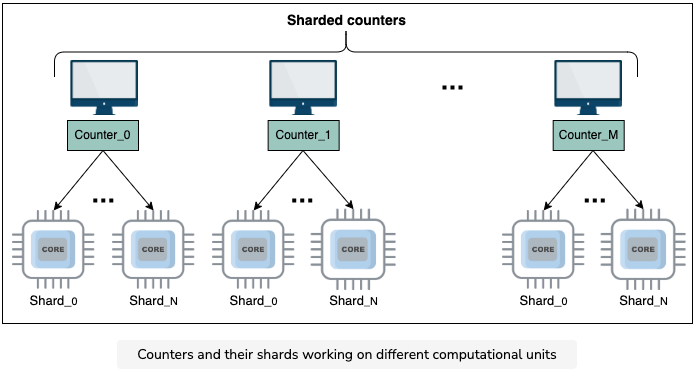 Sharded counters
...
Counter_0
Counter_1
Counter_M
... ... ...
CORE CORE CORE CORE CORE CORE
Shard_0 Shard_N Shard_0 Shard_N Shard_0 Shard_N
Counters and their shards working on different computational units